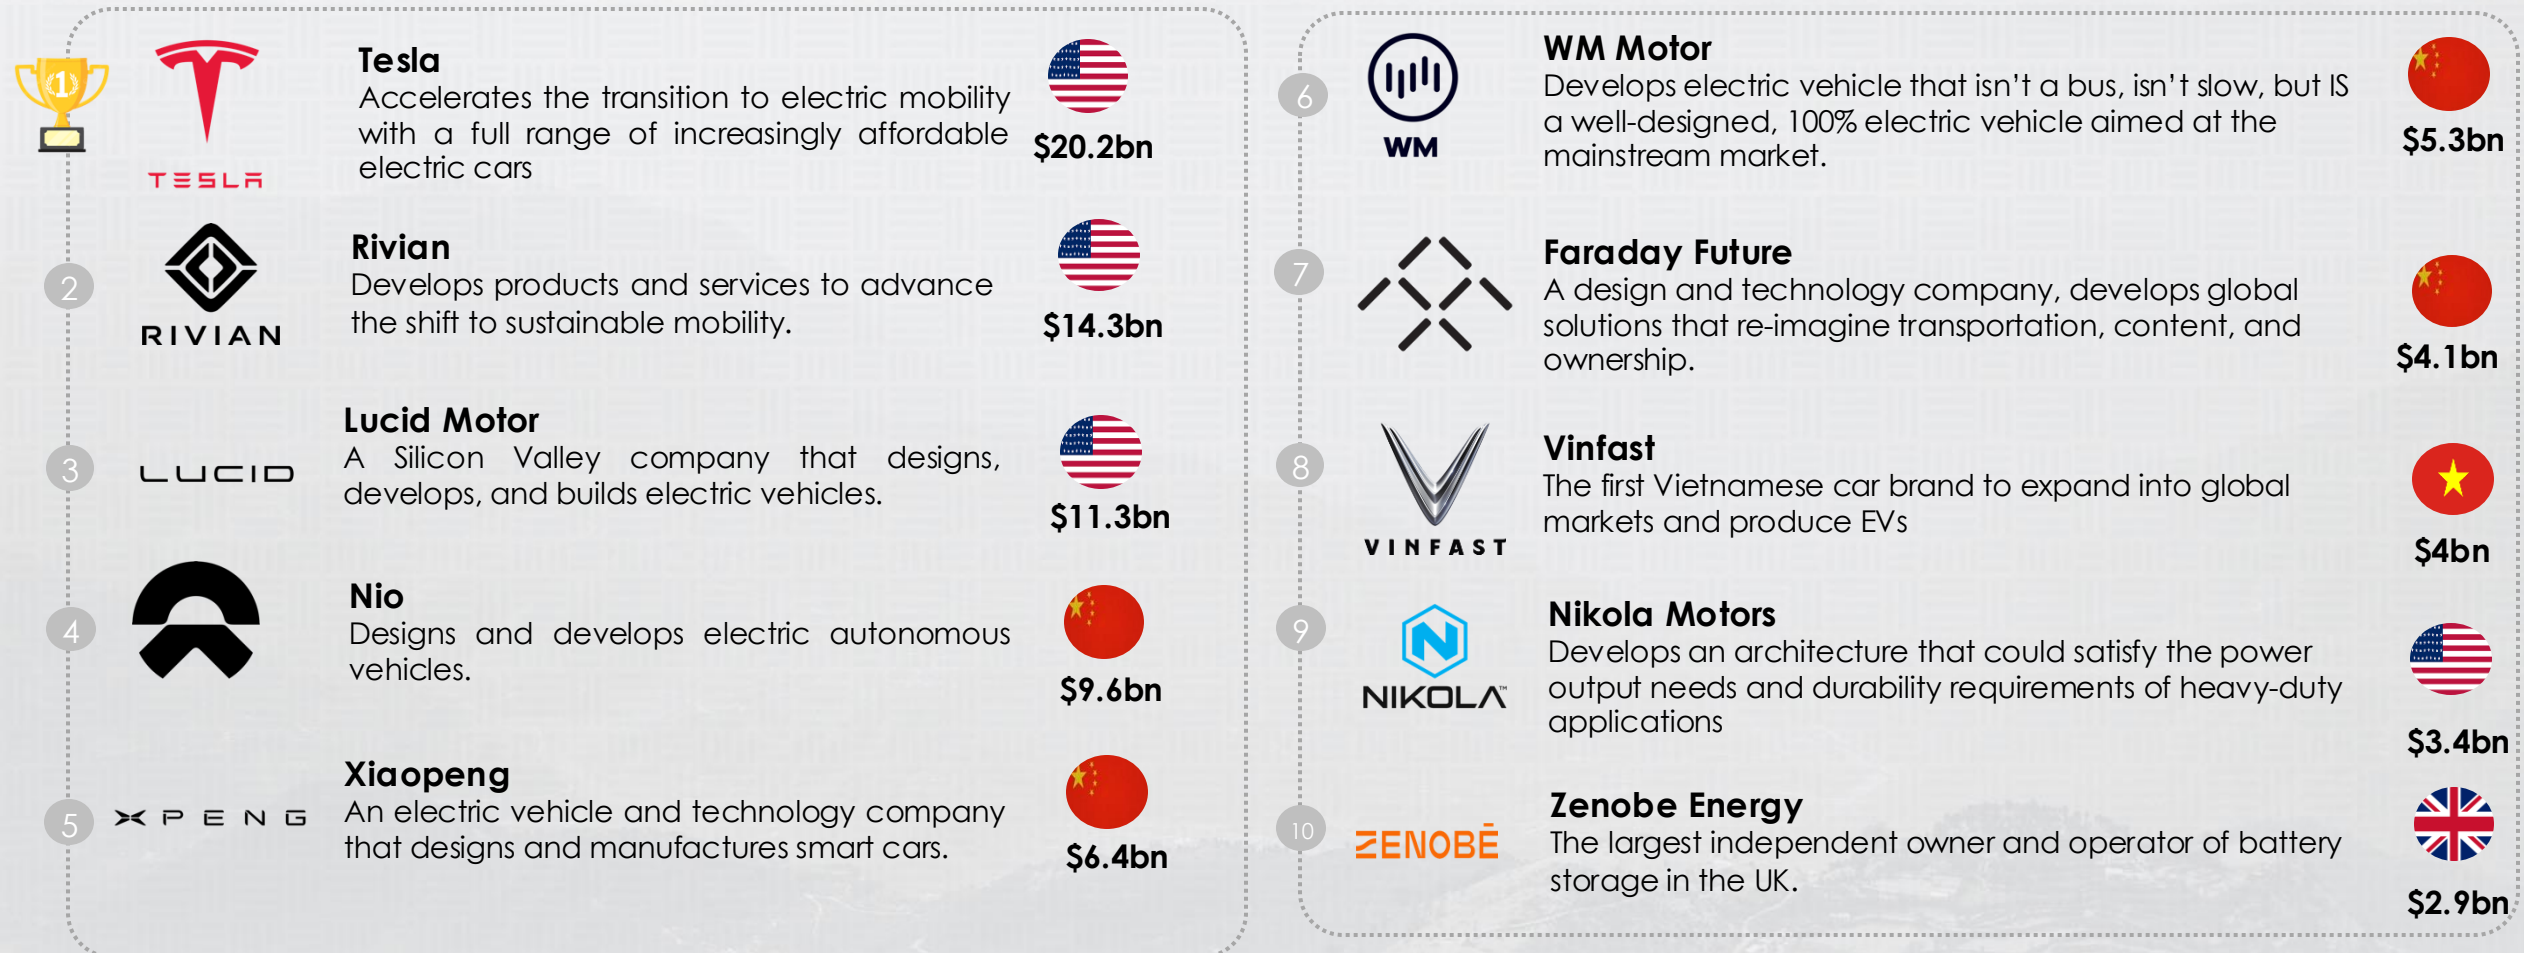 1
TESLA
Tesla
Accelerates the transition to electric mobility
with a full range of increasingly affordable
electric cars
$20.2bn
2
RIVIAN
Rivian
Develops products and services to advance
the shift to sustainable mobility.
$14.3bn
3
LUCID
Lucid Motor
A Silicon Valley company that designs,
develops, and builds electric vehicles.
$11.3bn
4
Nio
Designs and develops electric autonomous
vehicles.
$9.6bn
5
XPENG
Xiaopeng
An electric vehicle and technology company
that designs and manufactures smart cars.
$6.4bn
6
WM
WM Motor
Develops electric vehicle that isn't a bus, isn't slow, but IS
a well-designed, 100% electric vehicle aimed at the
mainstream market.
$5.3bn
7
Faraday Future
A design and technology company, develops global
solutions that re-imagine transportation, content, and
ownership.
$4.1bn
8
VINFAST
Vinfast
The first Vietnamese car brand to expand into global
markets and produce EVs
$4bn
9
NIKOLA™
Nikola Motors
Develops an architecture that could satisfy the power
output needs and durability requirements of heavy-duty
applications
$3.4bn
10
ZENOBĒ
Zenobe Energy
The largest independent owner and operator of battery
storage in the UK.
$2.9bn